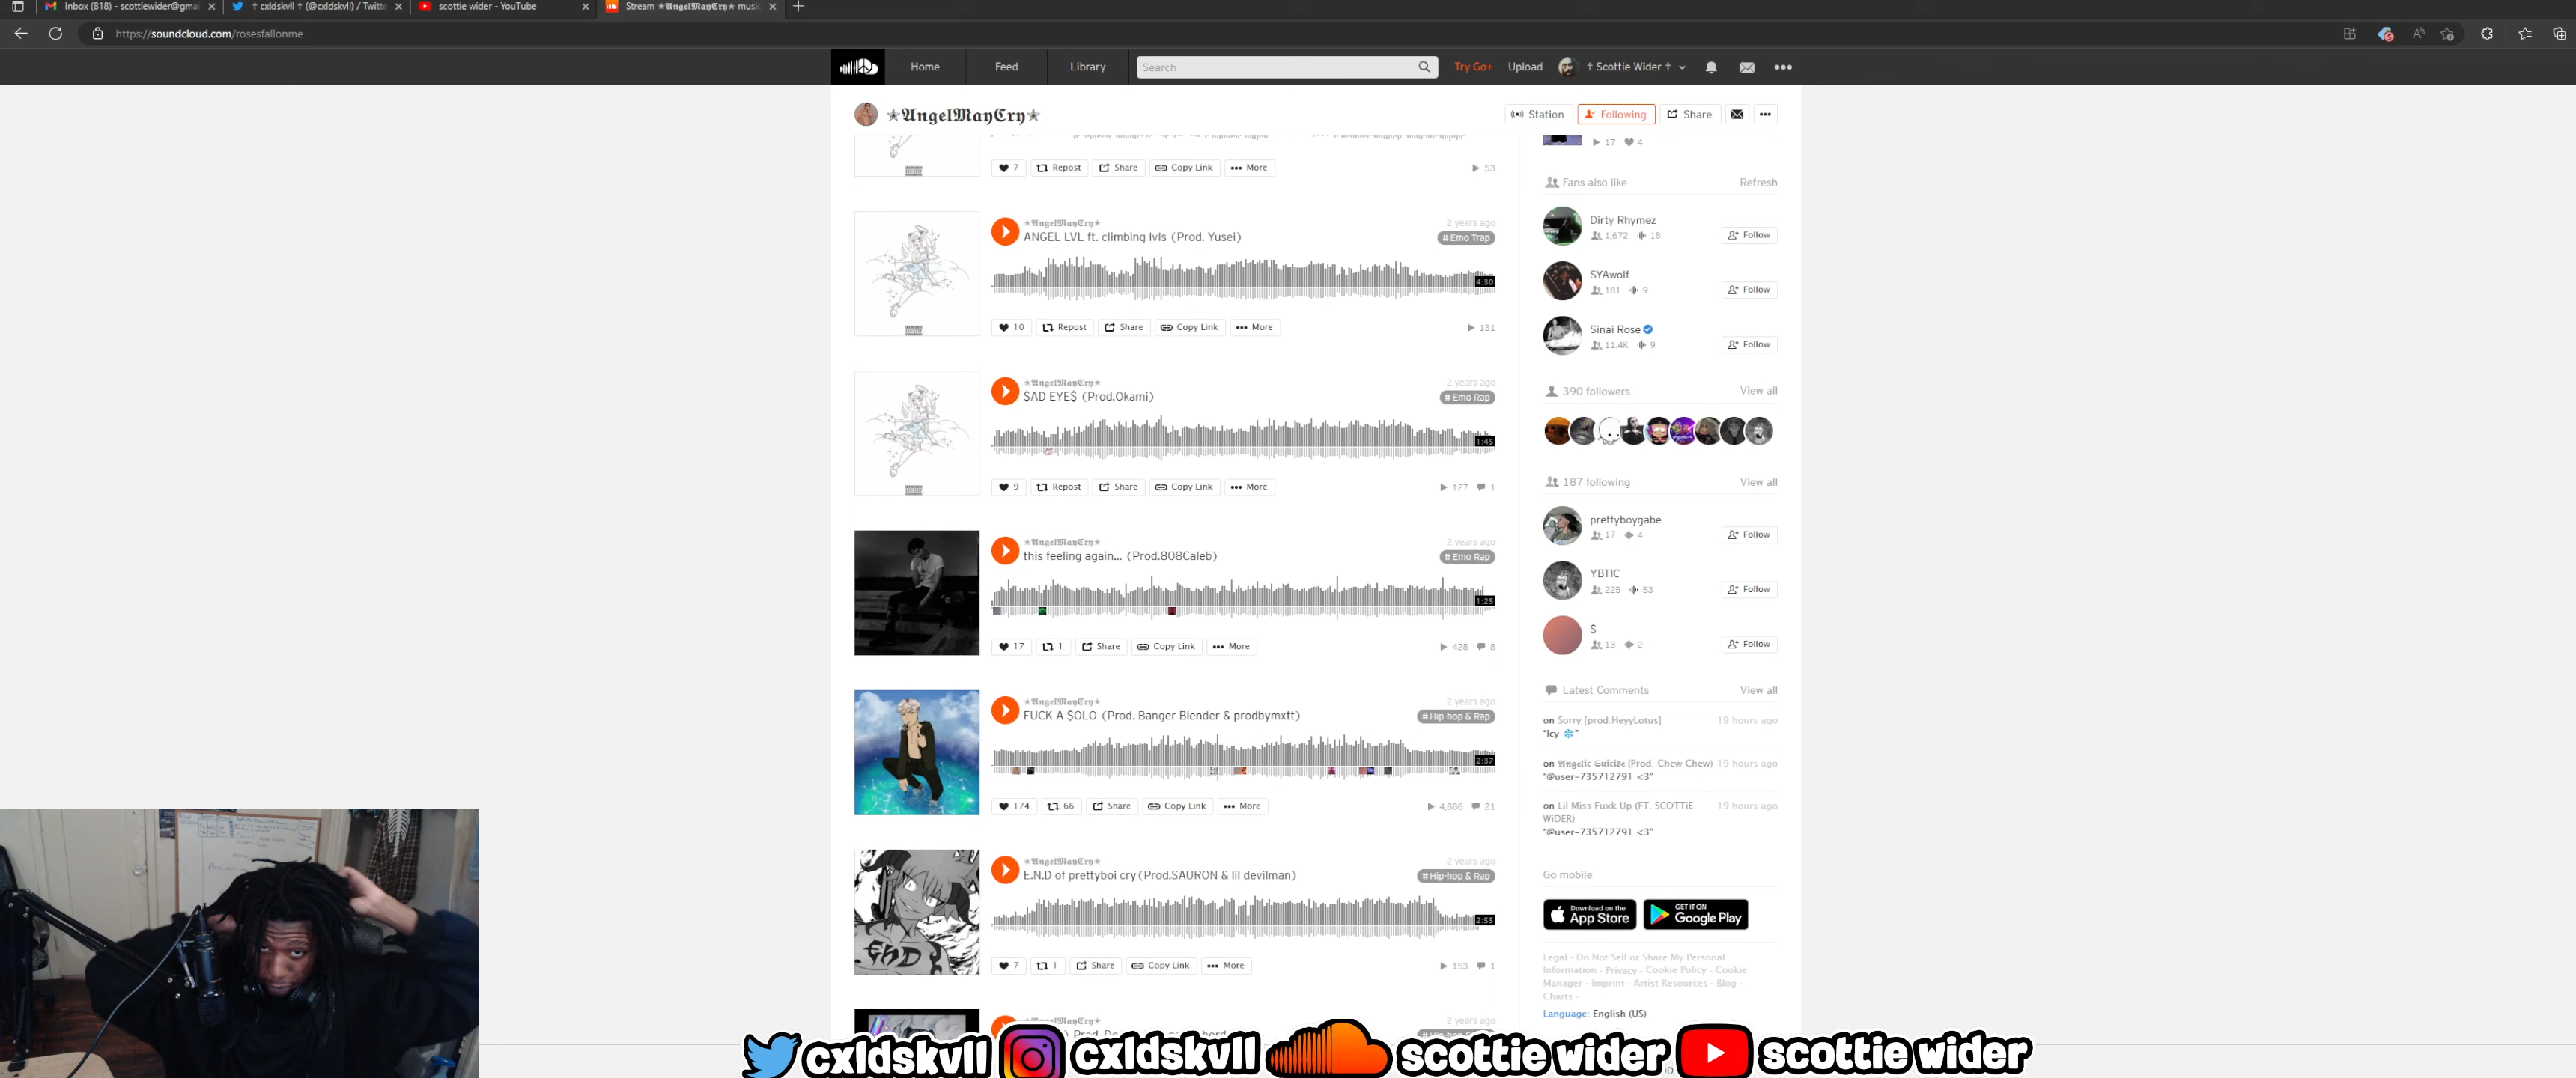 Inbox (818) - scottiewider@gmai
† cxldskvll † (@cxldskvll) / Twitte
scottie wider - YouTube
Stream ★𝕬𝖓𝖌𝖊𝖑𝕸𝖆𝖞𝕮𝖗𝖞★ music
https://soundcloud.com/rosesfallonme
Home
Feed
Library
Search
Try Go+
Upload
† Scottie Wider †
★𝕬𝖓𝖌𝖊𝖑𝕸𝖆𝖞𝕮𝖗𝖞★
Station
Following
Share
7 Repost Share Copy Link More 53
★𝕬𝖓𝖌𝖊𝖑𝕸𝖆𝖞𝕮𝖗𝖞★ 2 years ago
ANGEL LVL ft. climbing lvls (Prod. Yusei) # Emo Trap
4:30
10 Repost Share Copy Link More 131
★𝕬𝖓𝖌𝖊𝖑𝕸𝖆𝖞𝕮𝖗𝖞★ 2 years ago
$AD EYE$ (Prod.Okami) # Emo Rap
1:45
9 Repost Share Copy Link More 127 1
★𝕬𝖓𝖌𝖊𝖑𝕸𝖆𝖞𝕮𝖗𝖞★ 2 years ago
this feeling again... (Prod.808Caleb) # Emo Rap
1:25
17 1 Share Copy Link More 428 8
★𝕬𝖓𝖌𝖊𝖑𝕸𝖆𝖞𝕮𝖗𝖞★ 2 years ago
FUCK A $OLO (Prod. Banger Blender & prodbymxtt) # Hip-hop & Rap
2:37
174 66 Share Copy Link More 4,886 21
★𝕬𝖓𝖌𝖊𝖑𝕸𝖆𝖞𝕮𝖗𝖞★ 2 years ago
E.N.D of prettyboi cry(Prod.SAURON & lil devilman) # Hip-hop & Rap
2:55
END
7 1 Share Copy Link More 153 1
★𝕬𝖓𝖌𝖊𝖑𝕸𝖆𝖞𝕮𝖗𝖞★ 2 years ago
17 4
Fans also like Refresh
Dirty Rhymez
1,672 18 Follow
SYAwolf
181 9 Follow
Sinai Rose
11.4K 9 Follow
390 followers View all
187 following View all
prettyboygabe
17 4 Follow
YBTIC
225 53 Follow
$
13 2 Follow
Latest Comments View all
on Sorry [prod.HeyyLotus] 19 hours ago
"Icy ❄"
on 𝕬𝖓𝖌𝖊𝖑𝖎𝖈 𝕾𝖚𝖎𝖈𝖎𝖉𝖊 (Prod. Chew Chew) 19 hours ago
"@user-735712791 <3"
on Lil Miss Fuxk Up (FT. SCOTTiE 19 hours ago
WiDER)
"@user-735712791 <3"
Go mobile
Download on the App Store
GET IT ON Google Play
Legal - Do Not Sell or Share My Personal
Information - Privacy - Cookie Policy - Cookie
Manager - Imprint - Artist Resources - Blog -
Charts -
Language: English (US)
cxldskvll cxldskvll scottie wider scottie wider